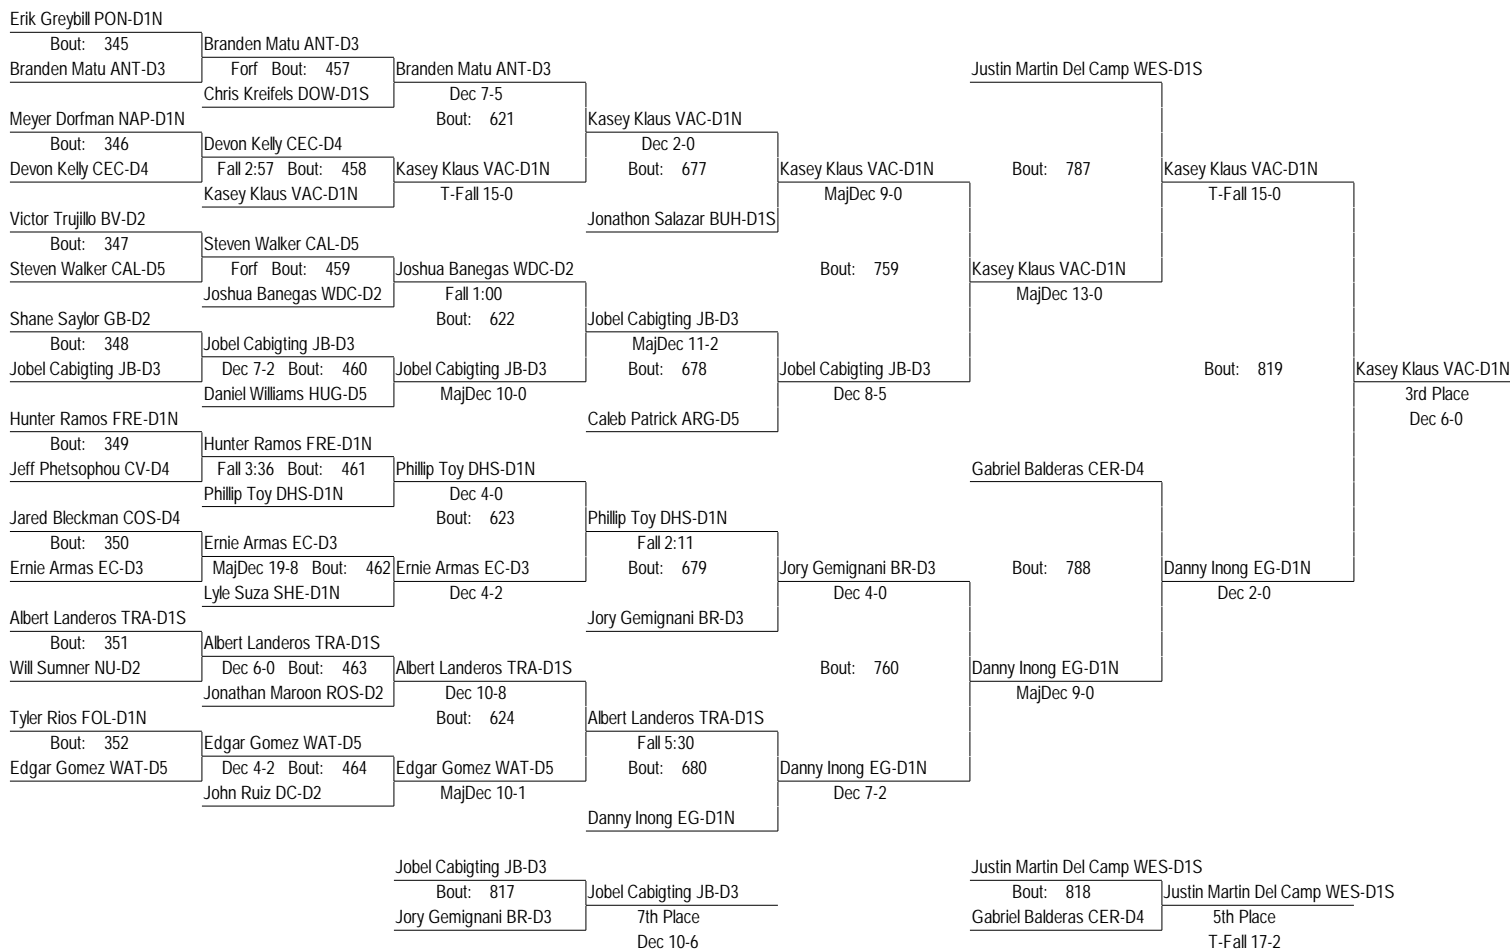 Erik Greybill PON-D1N
Bout: 345
Branden Matu ANT-D3
Meyer Dorfman NAP-D1N
Bout: 346
Devon Kelly CEC-D4
Victor Trujillo BV-D2
Bout: 347
Steven Walker CAL-D5
Shane Saylor GB-D2
Bout: 348
Jobel Cabigting JB-D3
Hunter Ramos FRE-D1N
Bout: 349
Jeff Phetsophou CV-D4
Jared Bleckman COS-D4
Bout: 350
Ernie Armas EC-D3
Albert Landeros TRA-D1S
Bout: 351
Will Sumner NU-D2
Tyler Rios FOL-D1N
Bout: 352
Edgar Gomez WAT-D5
Branden Matu ANT-D3
Forf Bout: 457
Chris Kreifels DOW-D1S
Devon Kelly CEC-D4
Fall 2:57 Bout: 458
Kasey Klaus VAC-D1N
Steven Walker CAL-D5
Forf Bout: 459
Joshua Banegas WDC-D2
Jobel Cabigting JB-D3
Dec 7-2 Bout: 460
Daniel Williams HUG-D5
Hunter Ramos FRE-D1N
Fall 3:36 Bout: 461
Phillip Toy DHS-D1N
Ernie Armas EC-D3
MajDec 19-8 Bout: 462
Lyle Suza SHE-D1N
Albert Landeros TRA-D1S
Dec 6-0 Bout: 463
Jonathan Maroon ROS-D2
Edgar Gomez WAT-D5
Dec 4-2 Bout: 464
John Ruiz DC-D2
Branden Matu ANT-D3
Dec 7-5
Bout: 621
Kasey Klaus VAC-D1N
T-Fall 15-0
Joshua Banegas WDC-D2
Fall 1:00
Bout: 622
Jobel Cabigting JB-D3
MajDec 10-0
Phillip Toy DHS-D1N
Dec 4-0
Bout: 623
Ernie Armas EC-D3
Dec 4-2
Albert Landeros TRA-D1S
Dec 10-8
Bout: 624
Edgar Gomez WAT-D5
MajDec 10-1
Kasey Klaus VAC-D1N
Dec 2-0
Bout: 677
Jonathon Salazar BUH-D1S
Jobel Cabigting JB-D3
MajDec 11-2
Bout: 678
Caleb Patrick ARG-D5
Phillip Toy DHS-D1N
Fall 2:11
Bout: 679
Jory Gemignani BR-D3
Albert Landeros TRA-D1S
Fall 5:30
Bout: 680
Danny Inong EG-D1N
Kasey Klaus VAC-D1N
MajDec 9-0
Bout: 759
Jobel Cabigting JB-D3
Dec 8-5
Jory Gemignani BR-D3
Dec 4-0
Bout: 760
Danny Inong EG-D1N
Dec 7-2
Justin Martin Del Camp WES-D1S
Bout: 787
Kasey Klaus VAC-D1N
MajDec 13-0
Gabriel Balderas CER-D4
Bout: 788
Danny Inong EG-D1N
MajDec 9-0
Kasey Klaus VAC-D1N
T-Fall 15-0
Bout: 819
Danny Inong EG-D1N
Dec 2-0
Kasey Klaus VAC-D1N
3rd Place
Dec 6-0
Jobel Cabigting JB-D3
Bout: 817
Jory Gemignani BR-D3
Jobel Cabigting JB-D3
7th Place
Dec 10-6
Justin Martin Del Camp WES-D1S
Bout: 818
Gabriel Balderas CER-D4
Justin Martin Del Camp WES-D1S
5th Place
T-Fall 17-2